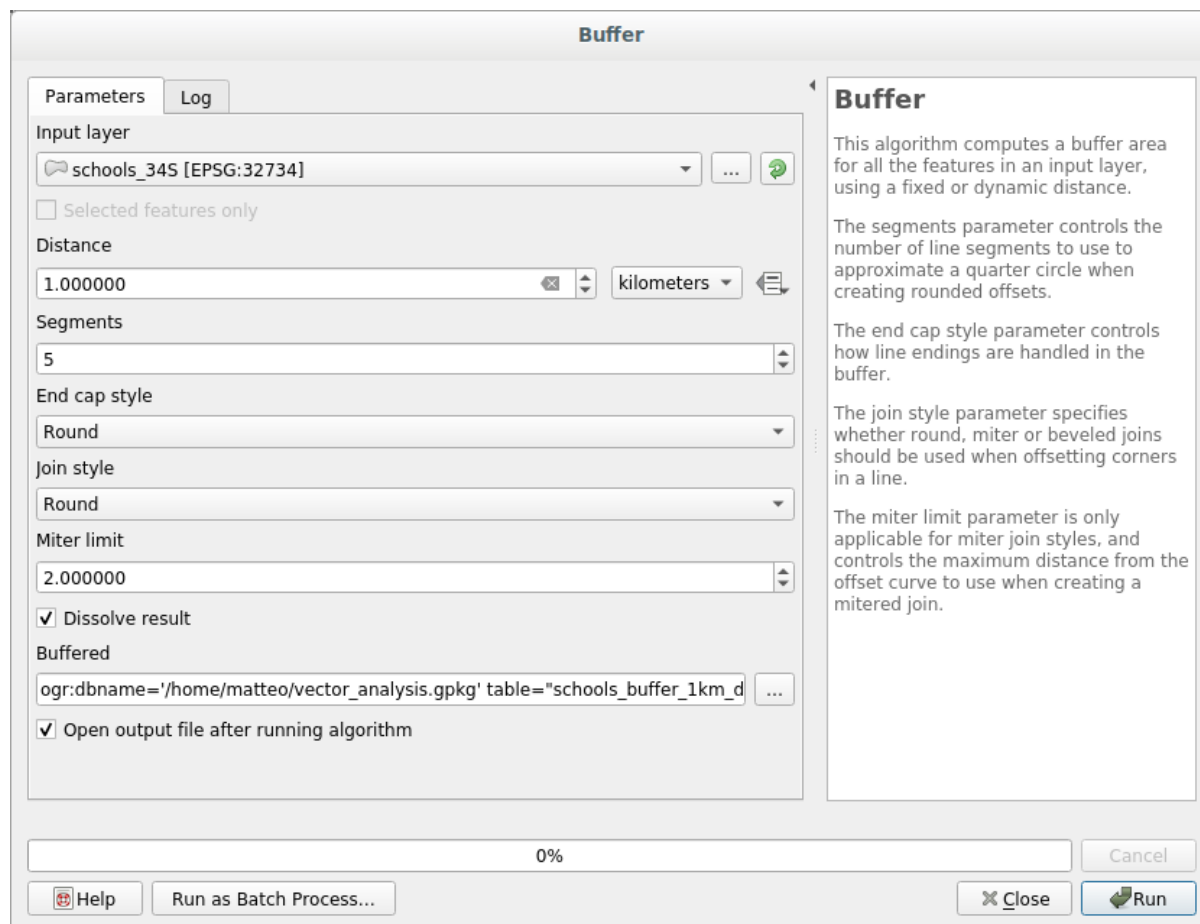 Buffer
Parameters
Log
Input layer
schools_34S [EPSG:32734]
...
Selected features only
Distance
1.000000
kilometers
Segments
5
End cap style
Round
Join style
Round
Miter limit
2.000000
Dissolve result
Buffered
ogr:dbname='/home/matteo/vector_analysis.gpkg' table="schools_buffer_1km_d
...
Open output file after running algorithm
Buffer
This algorithm computes a buffer area
for all the features in an input layer,
using a fixed or dynamic distance.
The segments parameter controls the
number of line segments to use to
approximate a quarter circle when
creating rounded offsets.
The end cap style parameter controls
how line endings are handled in the
buffer.
The join style parameter specifies
whether round, miter or beveled joins
should be used when offsetting corners
in a line.
The miter limit parameter is only
applicable for miter join styles, and
controls the maximum distance from the
offset curve to use when creating a
mitered join.
0%
Cancel
Help
Run as Batch Process...
Close
Run